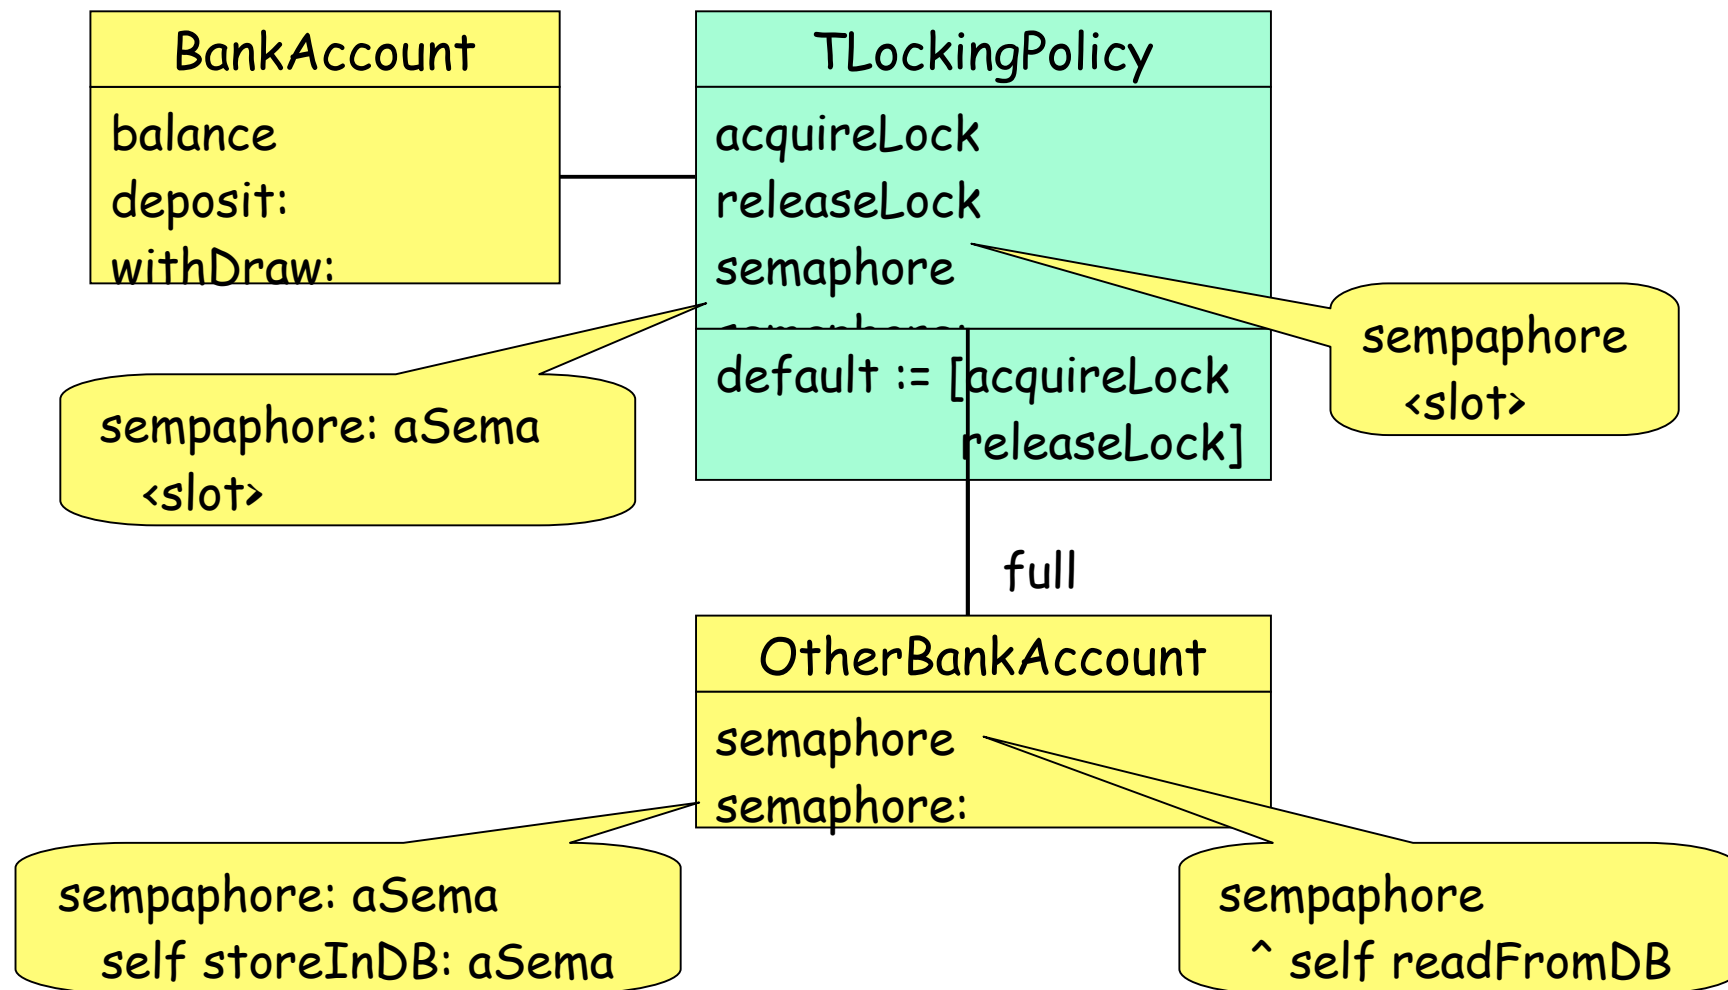 BankAccount
balance
deposit:
withDraw:
TLockingPolicy
acquireLock
releaseLock
semaphore
semaphore:
default := [acquireLock
releaseLock]
sempaphore
<slot>
sempaphore: aSema
<slot>
full
OtherBankAccount
semaphore
semaphore:
sempaphore: aSema
self storeInDB: aSema
sempaphore
^ self readFromDB